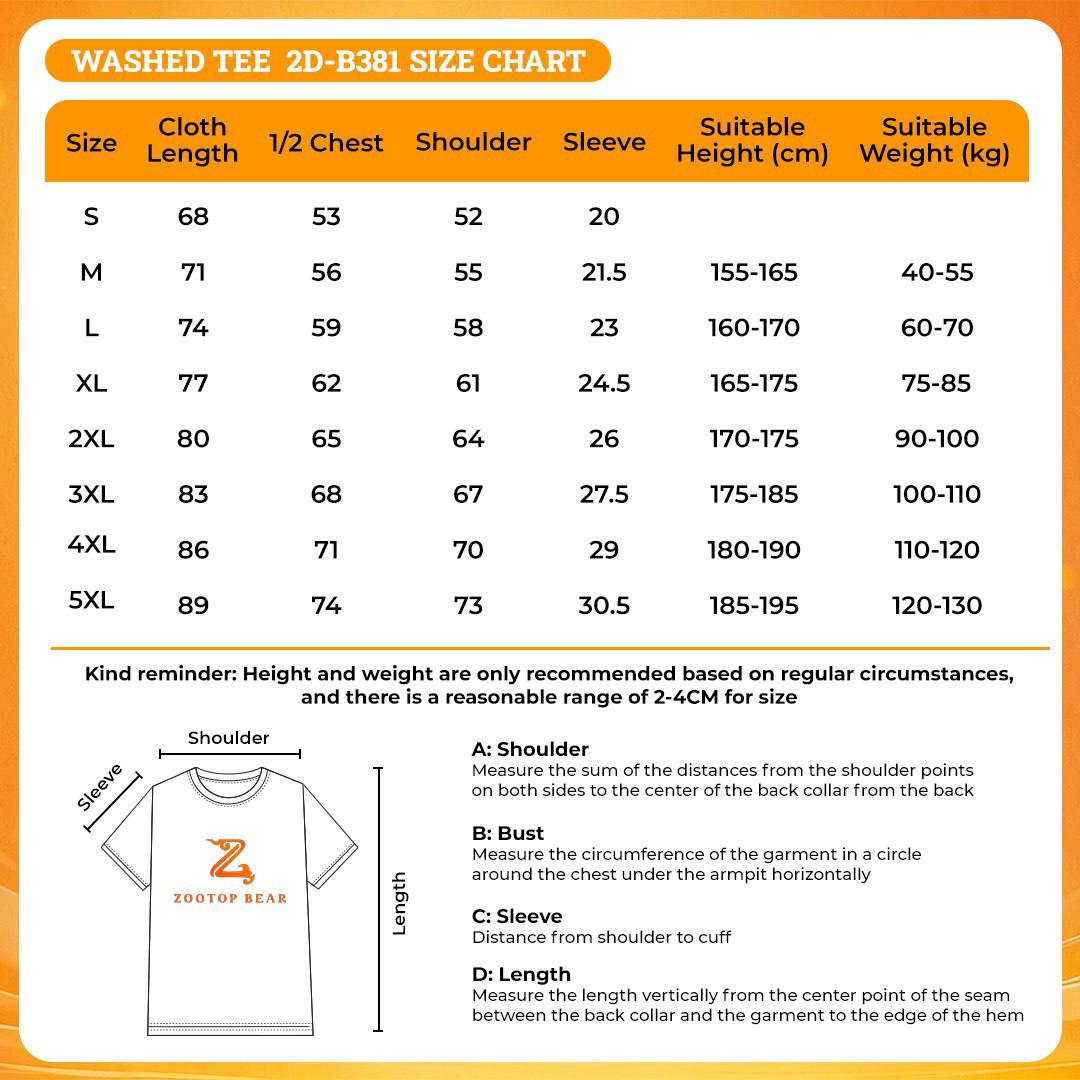 WASHED TEE 2D-B381 SIZE CHART
Size Cloth Length 1/2 Chest Shoulder Sleeve Suitable Height (cm) Suitable Weight (kg)
S 68 53 52 20
M 71 56 55 21.5 155-165 40-55
L 74 59 58 23 160-170 60-70
XL 77 62 61 24.5 165-175 75-85
2XL 80 65 64 26 170-175 90-100
3XL 83 68 67 27.5 175-185 100-110
4XL 86 71 70 29 180-190 110-120
5XL 89 74 73 30.5 185-195 120-130
Kind reminder: Height and weight are only recommended based on regular circumstances,
and there is a reasonable range of 2-4CM for size
Shoulder
Sleeve
Z
ZOOTOP BEAR
Length
A: Shoulder
Measure the sum of the distances from the shoulder points
on both sides to the center of the back collar from the back
B: Bust
Measure the circumference of the garment in a circle
around the chest under the armpit horizontally
C: Sleeve
Distance from shoulder to cuff
D: Length
Measure the length vertically from the center point of the seam
between the back collar and the garment to the edge of the hem